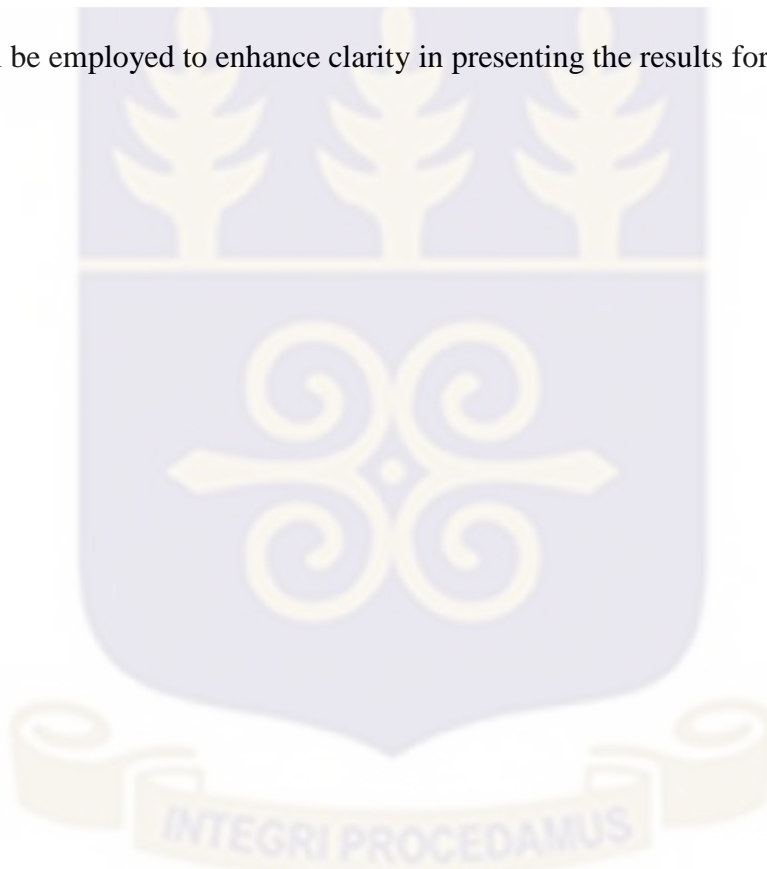 be employed to enhance clarity in presenting the results for
INTEGRI PROCEDAMUS